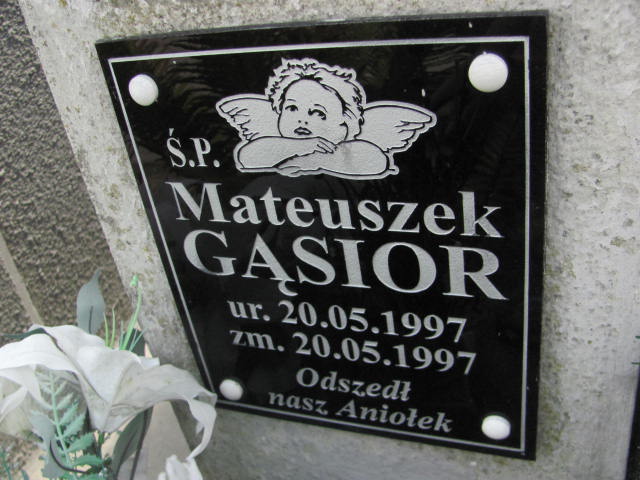 Ś.P.
Mateuszek
GĄSIOR
ur. 20.05.1997
zm. 20.05.1997
Odszedł
nasz Aniołek